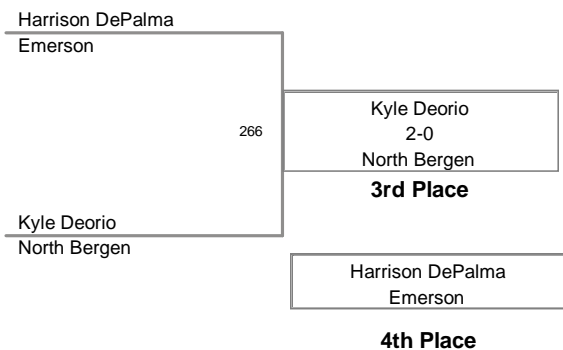 Harrison DePalma
Emerson
266
Kyle Deorio
2-0
North Bergen
3rd Place
Kyle Deorio
North Bergen
Harrison DePalma
Emerson
4th Place